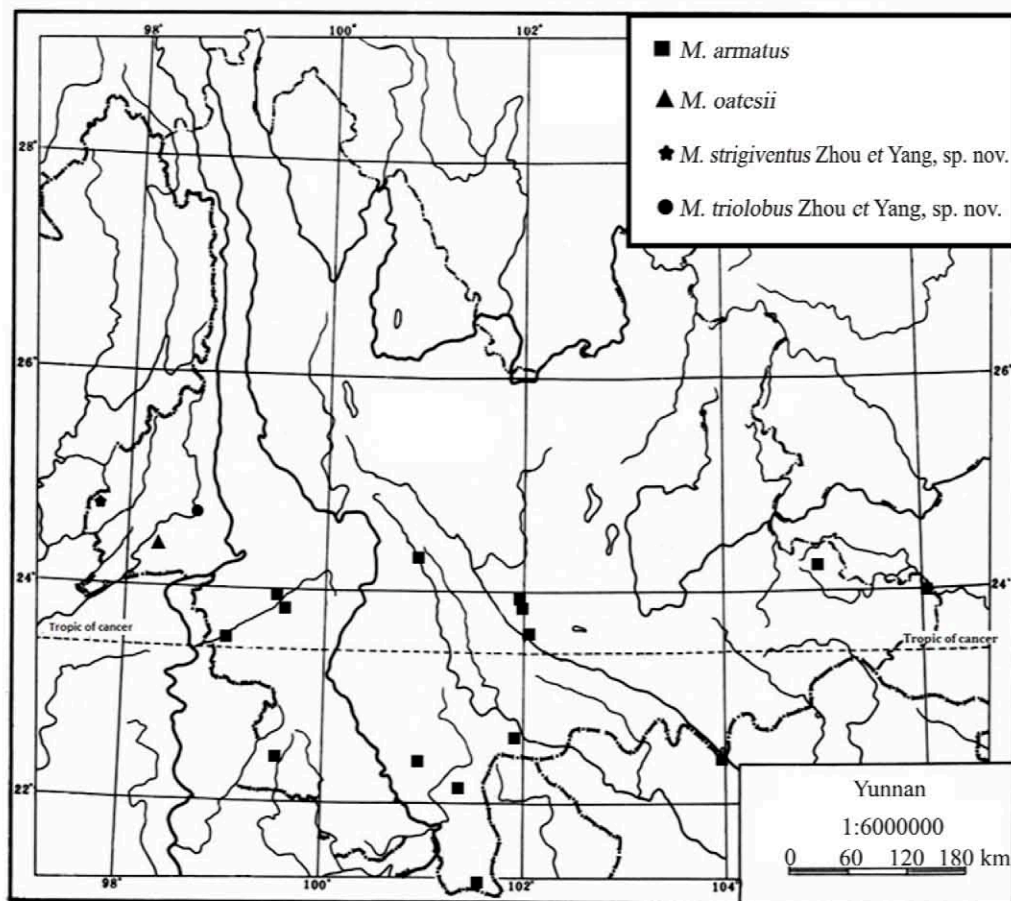 98° 100° 102°
M. armatus
M. oatesii
M. strigiventus Zhou et Yang, sp. nov.
M. triolobus Zhou et Yang, sp. nov.
28°
104°
26° 26°
24° 24°
Tropic of cancer Tropic of cancer
22°
98° 100° 102° 104°
Yunnan
1:6000000
0 60 120 180 km